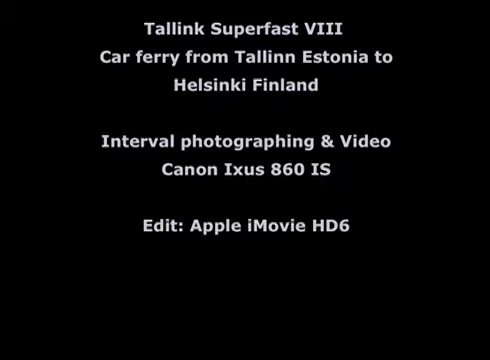 Tallink Superfast VIII
Car ferry from Tallinn Estonia to
Helsinki Finland
Interval photographing & Video
Canon Ixus 860 IS
Edit: Apple iMovie HD6